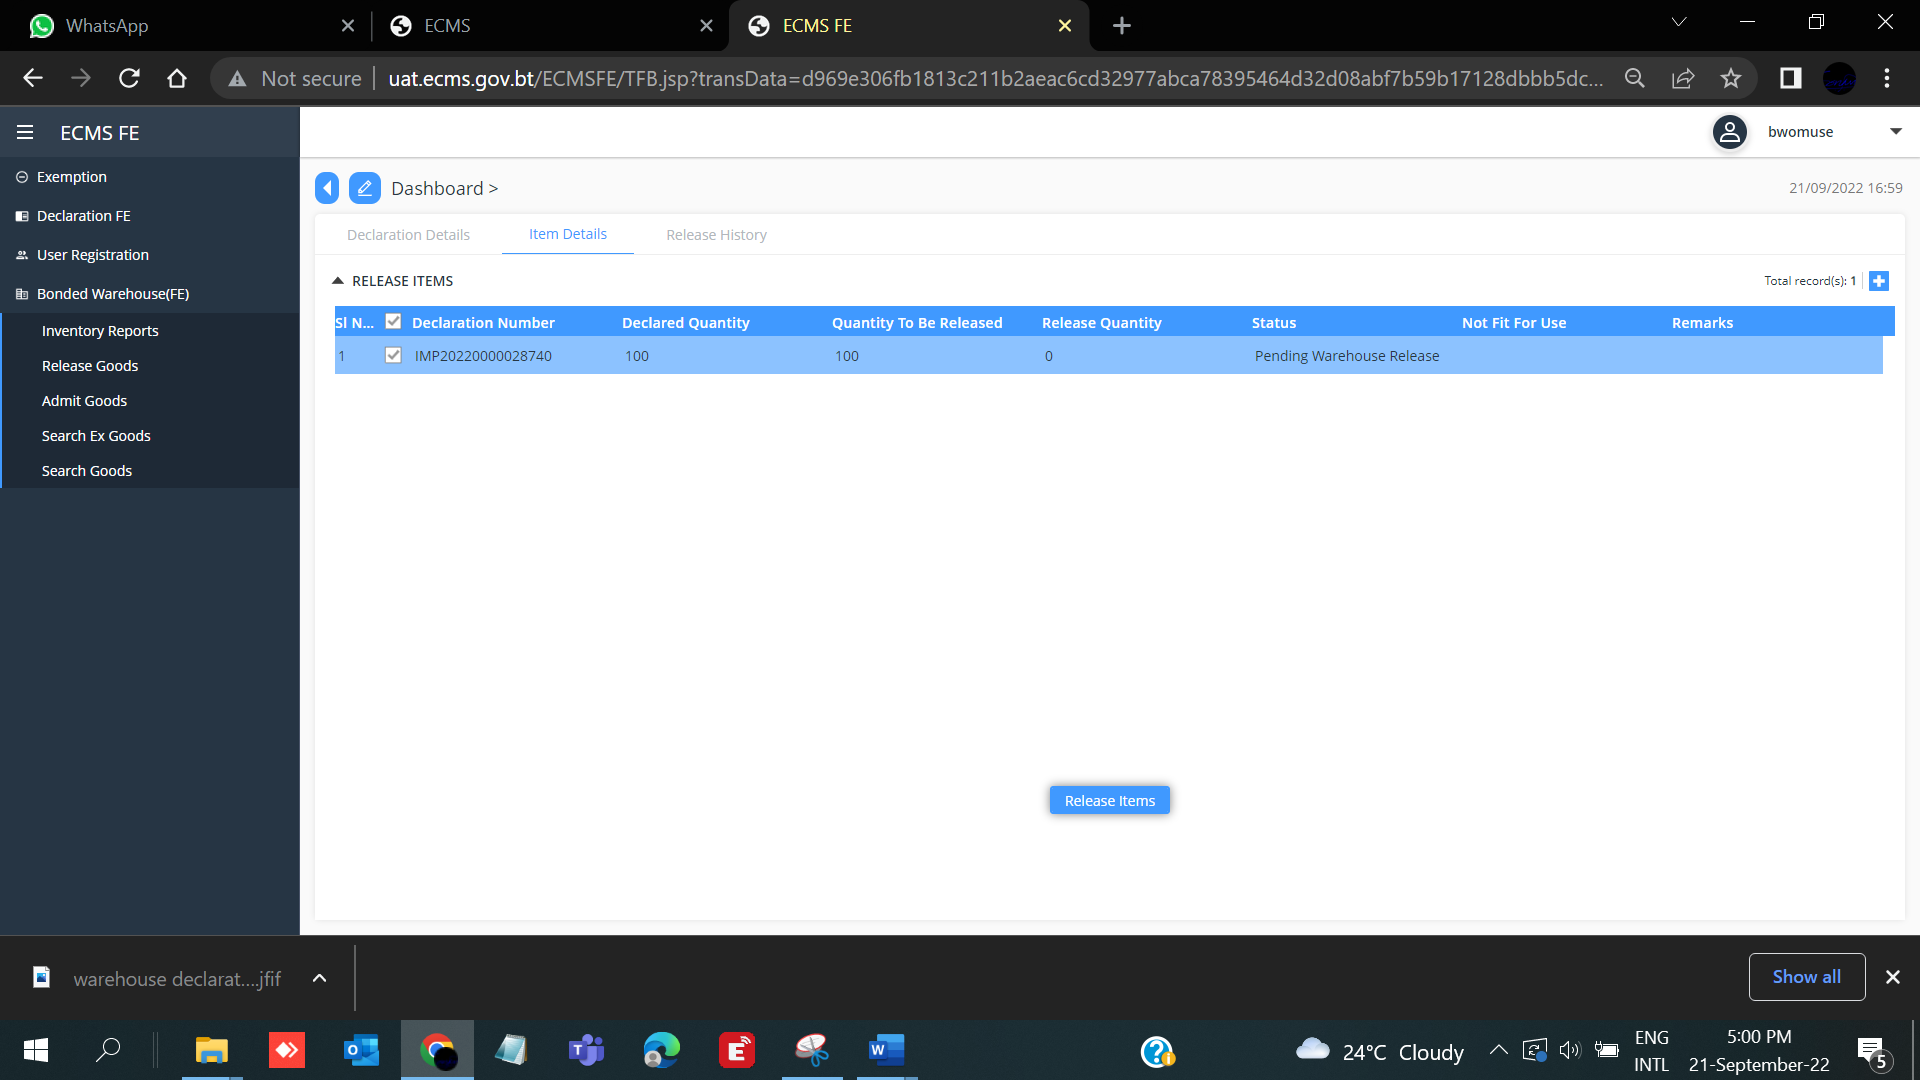 WhatsApp
ECMS
ECMS FE
Not secure
uat.ecms.gov.bt/ECMSFE/TFB.jsp?transData=d969e306fb1813c211b2aeac6cd32977abca78395464d32d08abf7b59b17128dbbb5dc...
ECMS FE
bwomuse
Exemption
Declaration FE
User Registration
Bonded Warehouse(FE)
Inventory Reports
Release Goods
Admit Goods
Search Ex Goods
Search Goods
Dashboard >
21/09/2022 16:59
Declaration Details Item Details Release History
RELEASE ITEMS
Total record(s): 1
Sl N... Declaration Number Declared Quantity Quantity To Be Released Release Quantity Status Not Fit For Use Remarks
1 IMP20220000028740 100 100 0 Pending Warehouse Release
Release Items
warehouse declarat....jfif
Show all
24°C Cloudy
ENG
INTL
5:00 PM
21-September-22
5